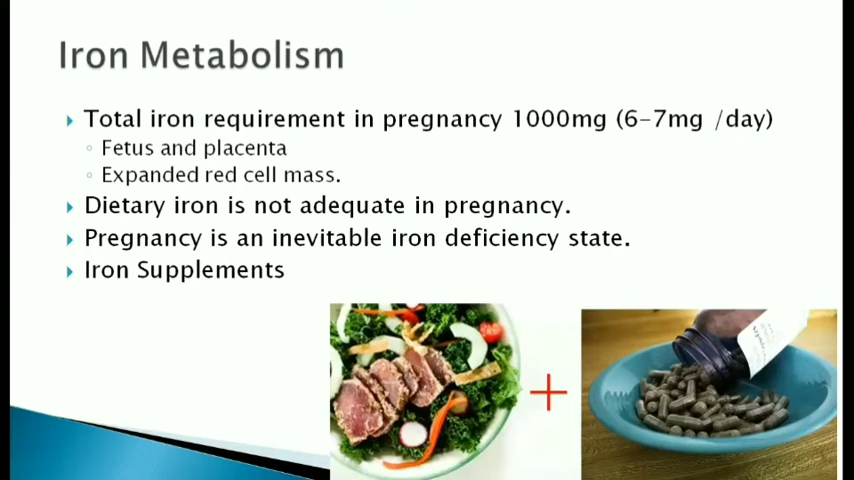 Iron Metabolism
Total iron requirement in pregnancy 1000mg (6-7mg /day)
Fetus and placenta
Expanded red cell mass.
Dietary iron is not adequate in pregnancy.
Pregnancy is an inevitable iron deficiency state.
Iron Supplements
+